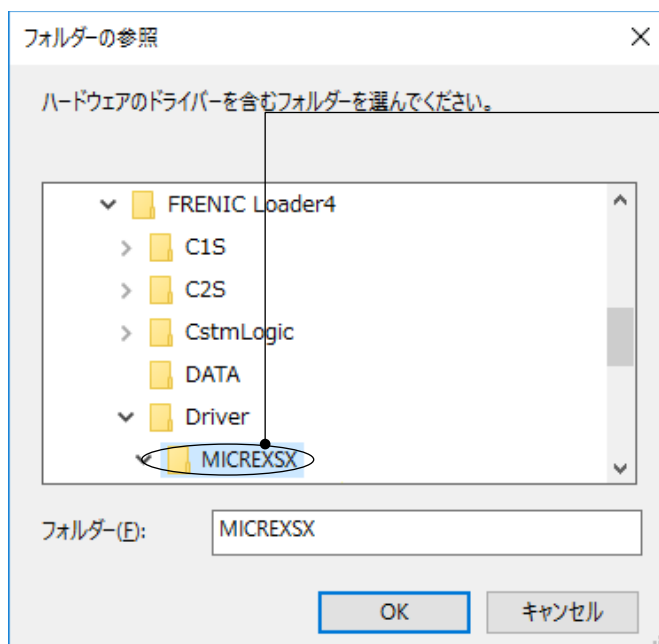 フォルダーの参照
ハードウェアのドライバーを含むフォルダーを選んでください。
FRENIC Loader4
C1S
C2S
CstmLogic
DATA
Driver
MICREXSX
フォルダー(F): MICREXSX
OK キャンセル